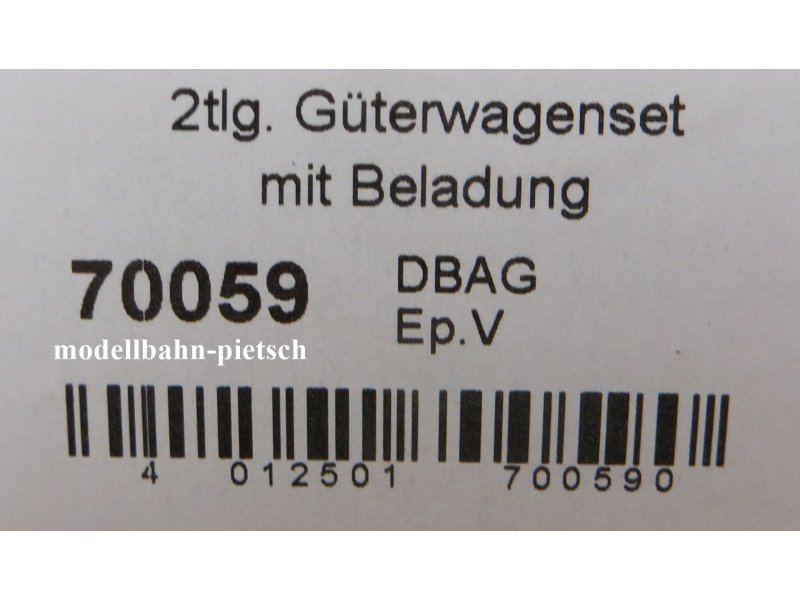 2tlg. Güterwagenset
mit Beladung
70059
DBAG
Ep.V
modellbahn-pietsch
4 012501 700590